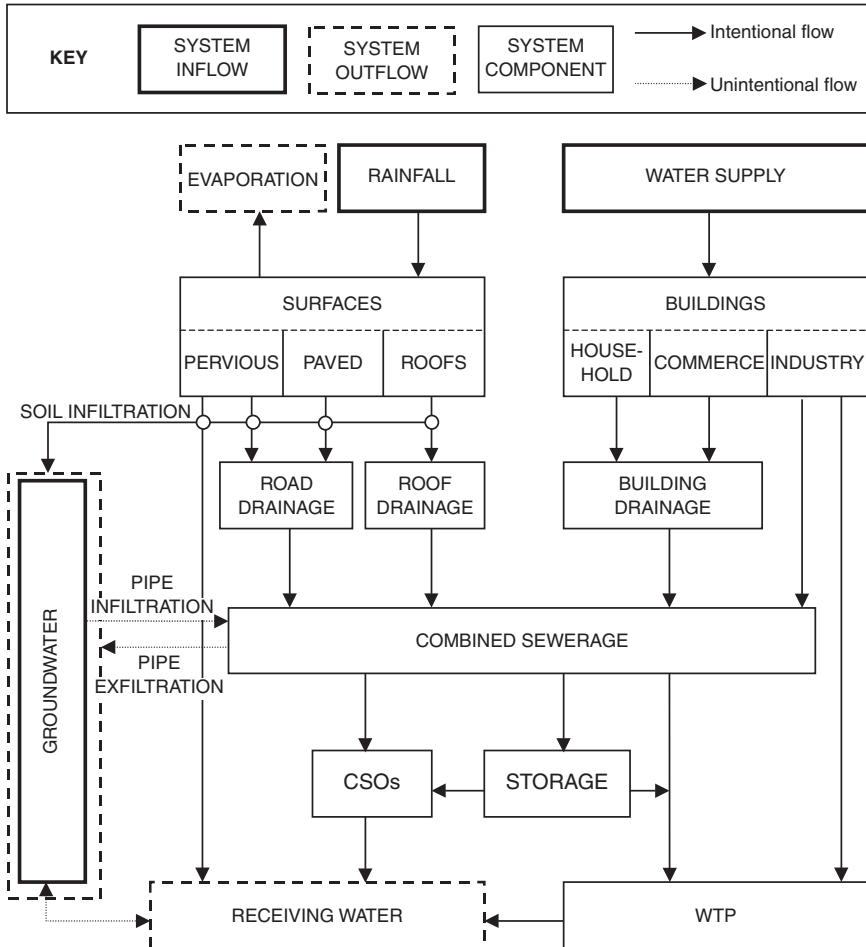 KEY
SYSTEM
INFLOW
SYSTEM
OUTFLOW
SYSTEM
COMPONENT
Intentional flow
Unintentional flow
EVAPORATION
RAINFALL
WATER SUPPLY
SURFACES
BUILDINGS
PERVIOUS
PAVED
ROOFS
HOUSE-
HOLD
COMMERCE
INDUSTRY
SOIL INFILTRATION
ROAD
DRAINAGE
ROOF
DRAINAGE
BUILDING
DRAINAGE
GROUNDWATER
PIPE
INFILTRATION
PIPE
EXFILTRATION
COMBINED SEWERAGE
CSOs
STORAGE
RECEIVING WATER
WTP